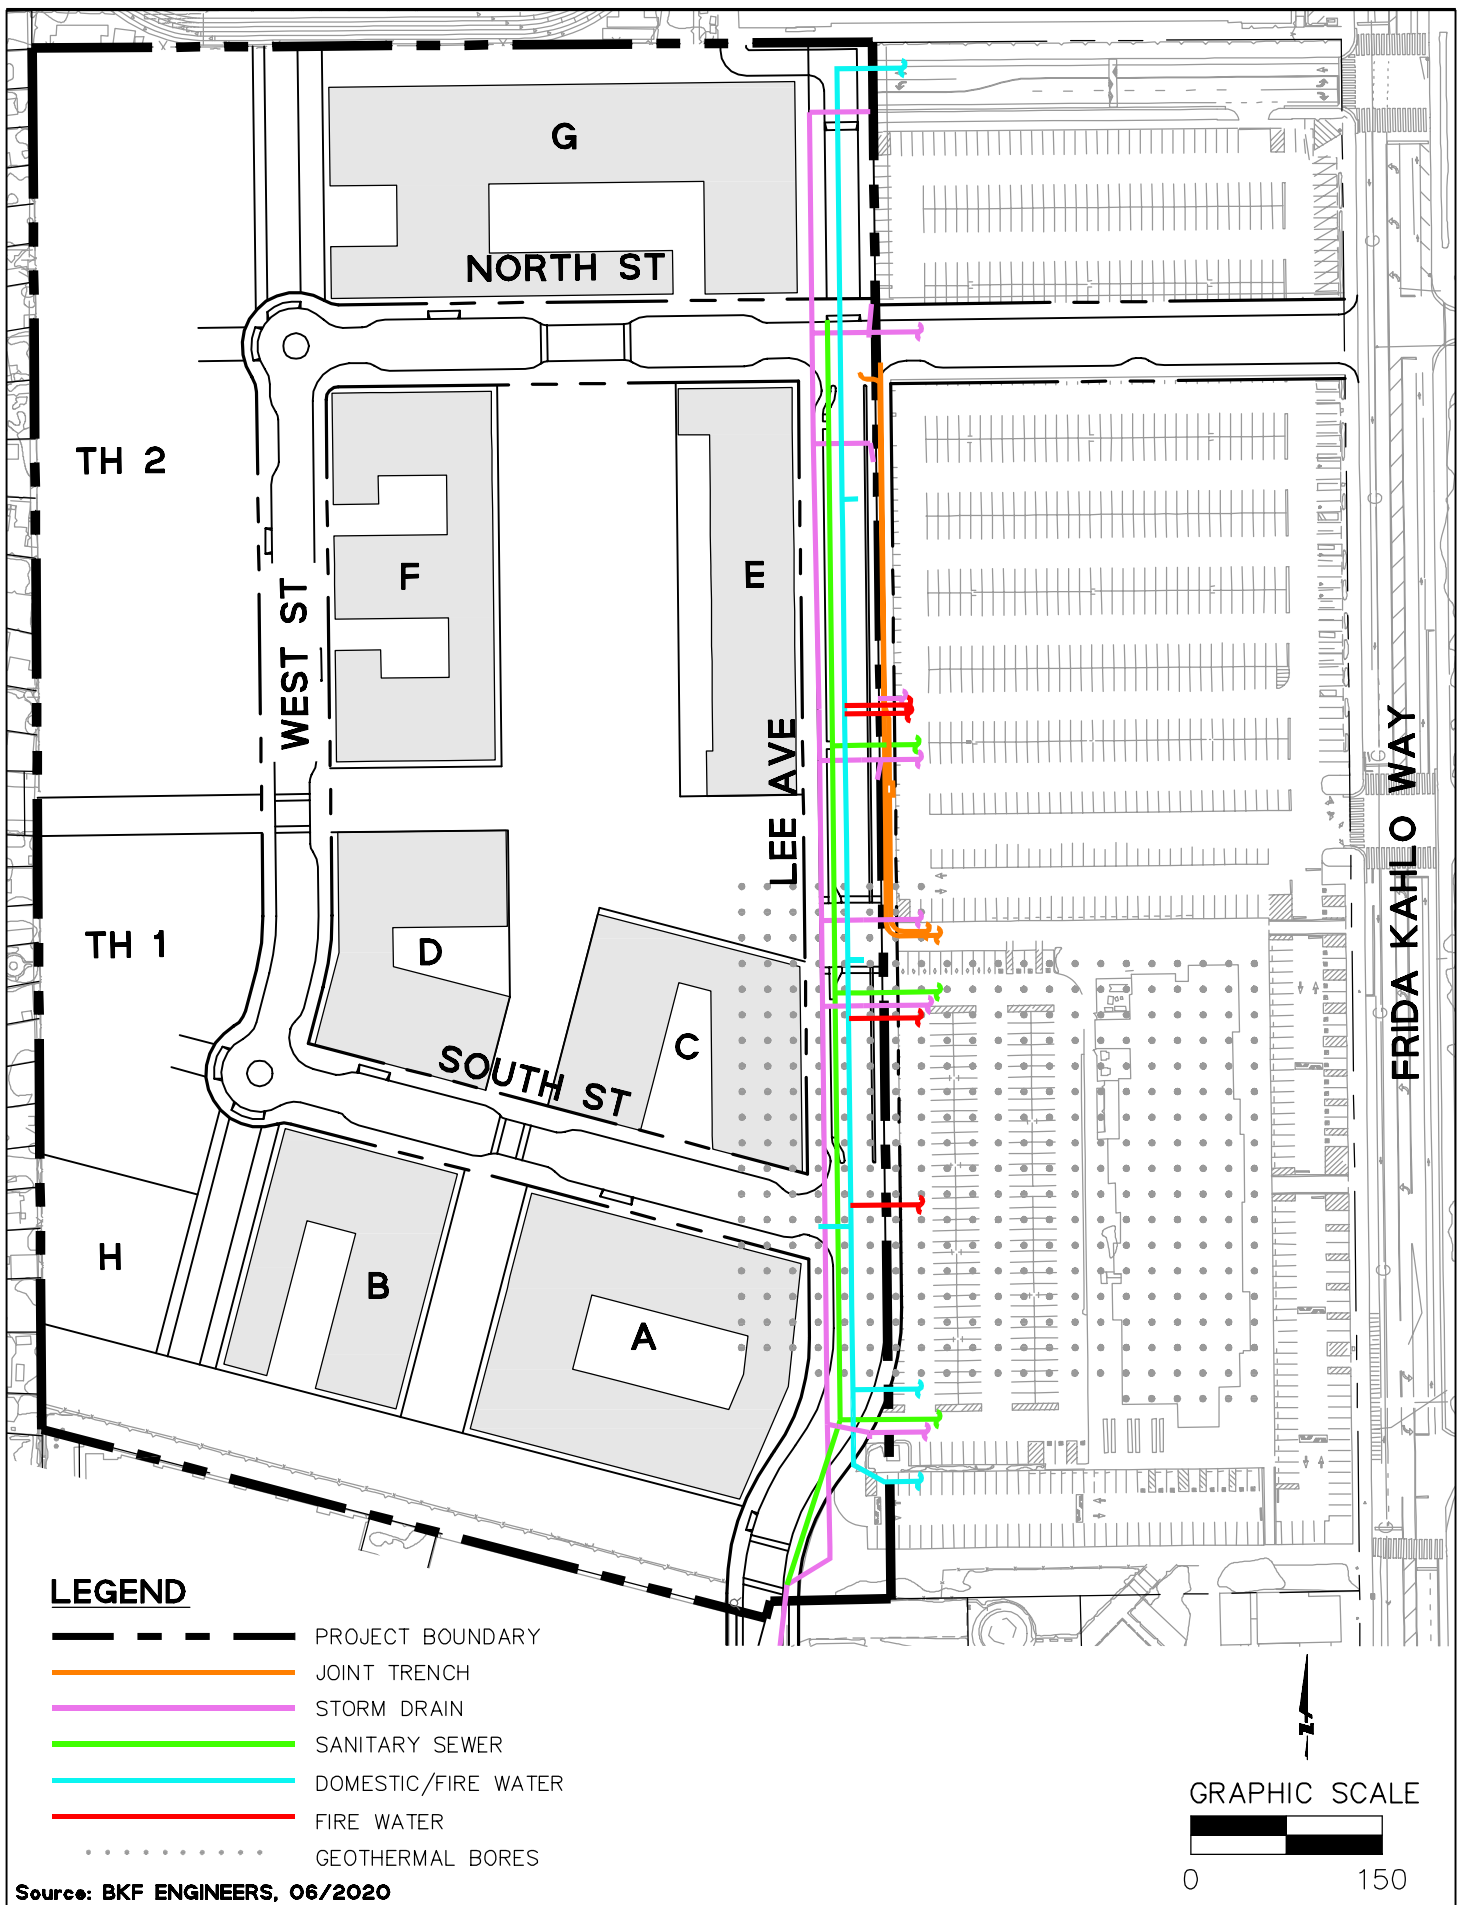 G
NORTH ST
TH 2
F
E
WEST ST
LEE AVE
FRIDA KAHLO WAY
TH 1
D
C
SOUTH ST
H
B
A
LEGEND
PROJECT BOUNDARY
JOINT TRENCH
STORM DRAIN
SANITARY SEWER
DOMESTIC/FIRE WATER
FIRE WATER
GEOTHERMAL BORES
GRAPHIC SCALE
0 150
Source: BKF ENGINEERS, 06/2020